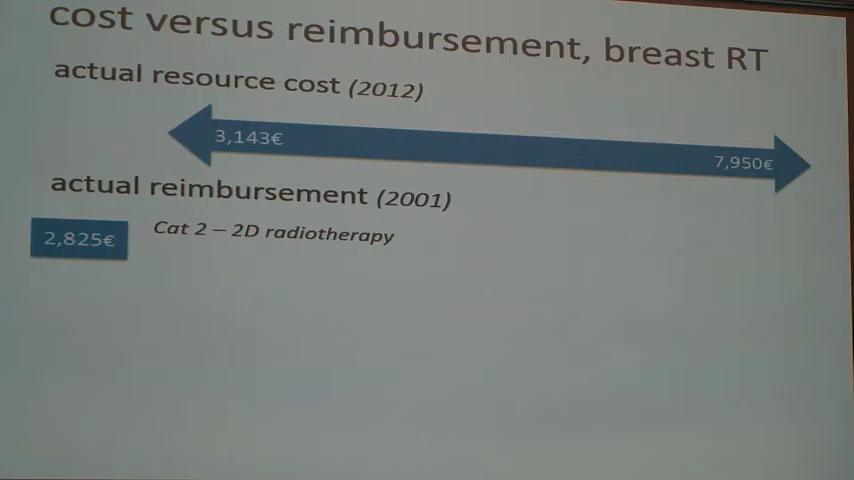 cost versus reimbursement, breast RT
actual resource cost (2012)
3,143€
7,950€
actual reimbursement (2001)
2,825€
Cat 2 – 2D radiotherapy